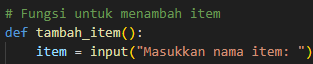 # Fungsi untuk menambah item
def tambah_item():
    item = input("Masukkan nama item: ")